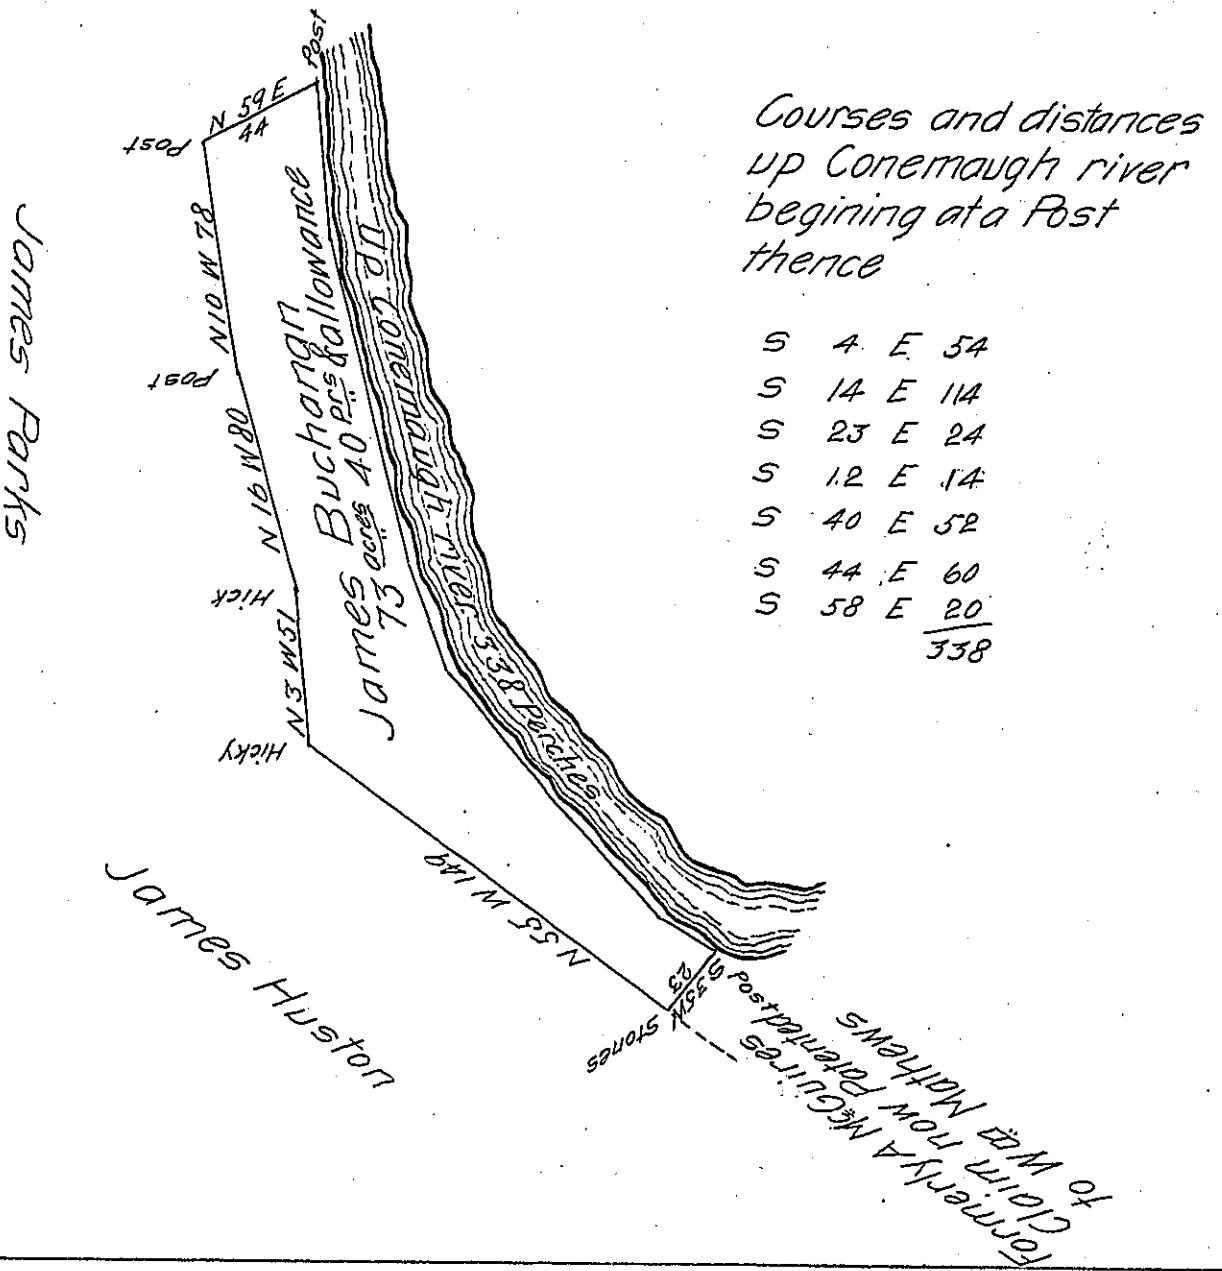 Courses and distances
up Conemaugh river
begining at a Post
thence
S 4 E 54
S 14 E 114
S 23 E 24
S 12 E 14
S 40 E 52
S 44 E 60
S 58 E 20
338
Post
N 59 E
44
Post
N 10 W 78
Post
N 16 W 80
Hick
N 3 W 51
Hicky
N 55 W 149
Stones
S 35 W
23
Post
James Buchanan
73 acres 40 prs & allowance
Up Conemaugh river 338 Perches
James Parks
James Huston
Formerly A McGuires
Claim now Patented
to Wm Mathews